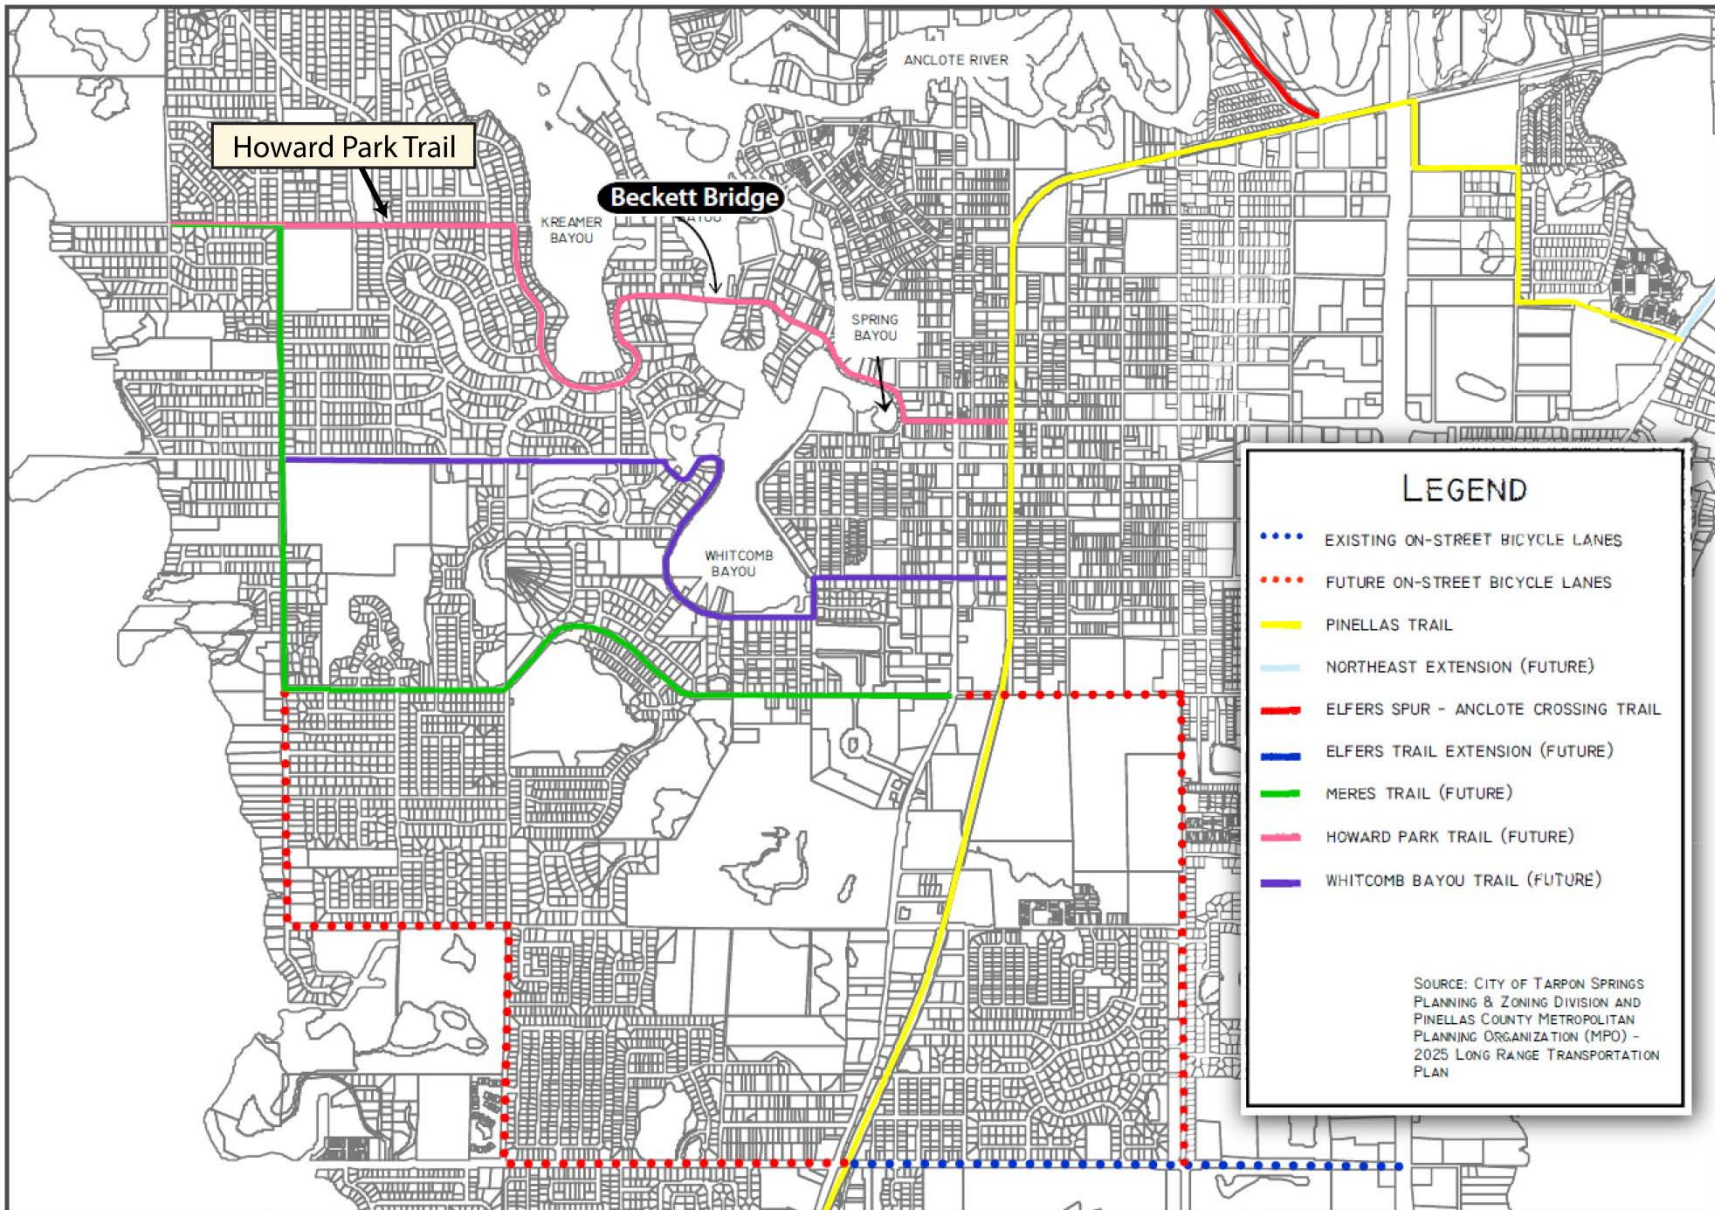 ANCLOTE RIVER
Howard Park Trail
Beckett Bridge
BAYOU
KREAMER
BAYOU
SPRING
BAYOU
WHITCOMB
BAYOU
LEGEND
EXISTING ON-STREET BICYCLE LANES
FUTURE ON-STREET BICYCLE LANES
PINELLAS TRAIL
NORTHEAST EXTENSION (FUTURE)
ELFERS SPUR - ANCLOTE CROSSING TRAIL
ELFERS TRAIL EXTENSION (FUTURE)
MERES TRAIL (FUTURE)
HOWARD PARK TRAIL (FUTURE)
WHITCOMB BAYOU TRAIL (FUTURE)
SOURCE: CITY OF TARPON SPRINGS
PLANNING & ZONING DIVISION AND
PINELLAS COUNTY METROPOLITAN
PLANNING ORGANIZATION (MPO) -
2025 LONG RANGE TRANSPORTATION
PLAN